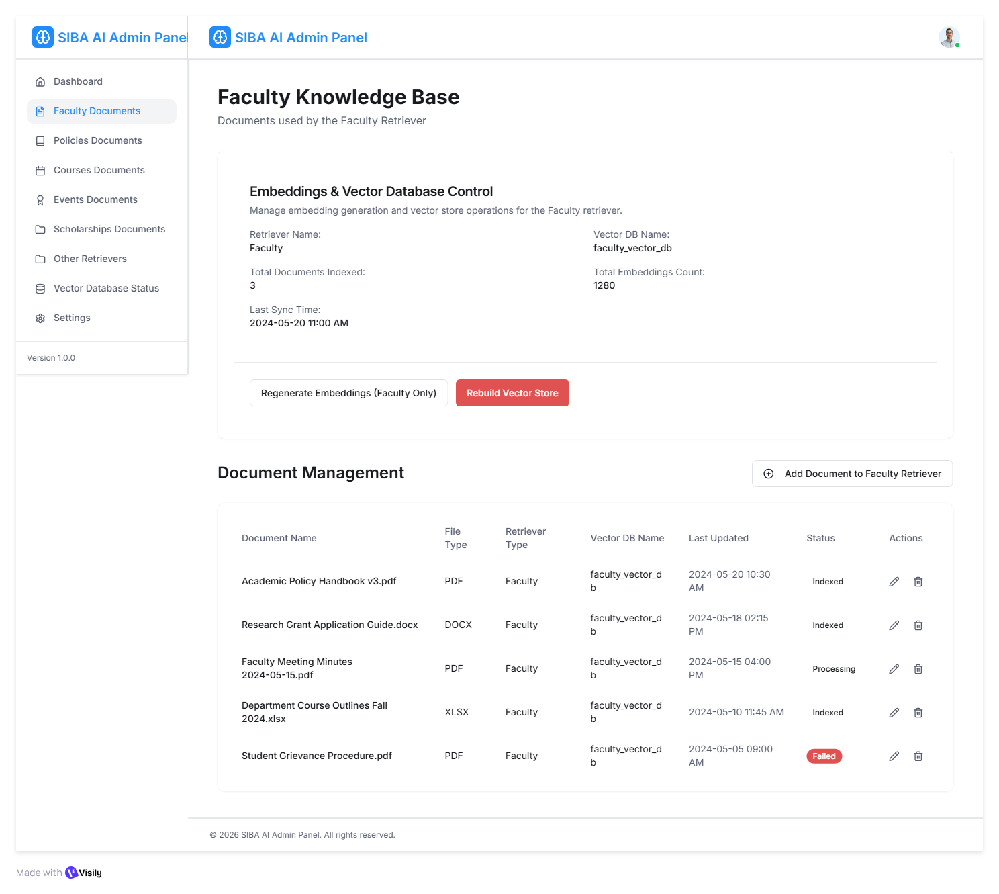 SIBA AI Admin Panel
SIBA AI Admin Panel
Dashboard
Faculty Documents
Policies Documents
Courses Documents
Events Documents
Scholarships Documents
Other Retrievers
Vector Database Status
Settings
Version 1.0.0
Faculty Knowledge Base
Documents used by the Faculty Retriever
Embeddings & Vector Database Control
Manage embedding generation and vector store operations for the Faculty retriever.
Retriever Name:
Faculty
Vector DB Name:
faculty_vector_db
Total Documents Indexed:
3
Total Embeddings Count:
1280
Last Sync Time:
2024-05-20 11:00 AM
Regenerate Embeddings (Faculty Only)
Rebuild Vector Store
Document Management
Add Document to Faculty Retriever
Document Name
File
Type
Retriever
Type
Vector DB Name
Last Updated
Status
Actions
Academic Policy Handbook v3.pdf
PDF
Faculty
faculty_vector_d
b
2024-05-20 10:30
AM
Indexed
Research Grant Application Guide.docx
DOCX
Faculty
faculty_vector_d
b
2024-05-18 02:15
PM
Indexed
Faculty Meeting Minutes
2024-05-15.pdf
PDF
Faculty
faculty_vector_d
b
2024-05-15 04:00
PM
Processing
Department Course Outlines Fall
2024.xlsx
XLSX
Faculty
faculty_vector_d
b
2024-05-10 11:45 AM
Indexed
Student Grievance Procedure.pdf
PDF
Faculty
faculty_vector_d
b
2024-05-05 09:00
AM
Failed
© 2026 SIBA AI Admin Panel. All rights reserved.
Made with Visily